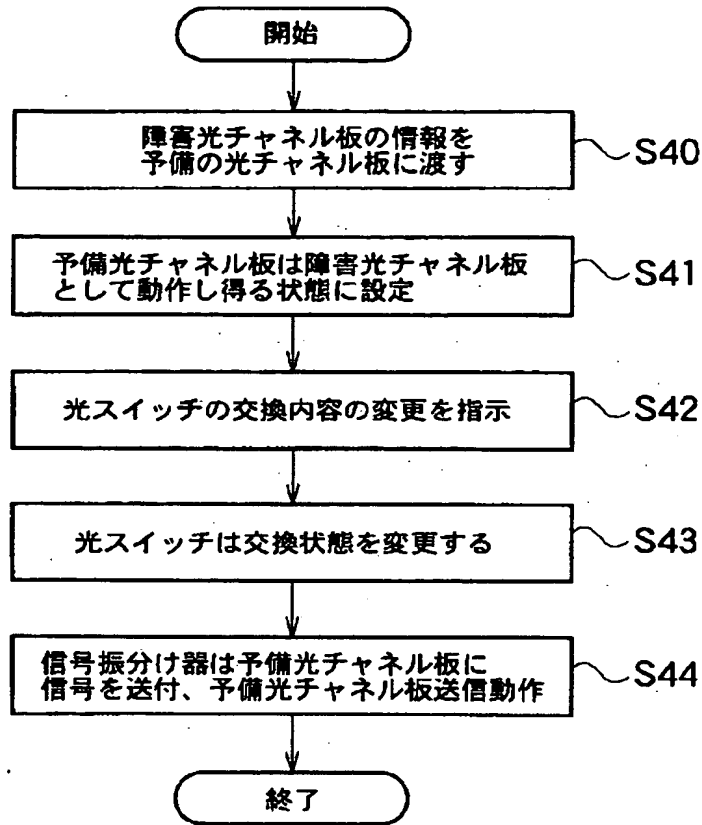 開始
障害光チャネル板の情報を
予備の光チャネル板に渡す
S40
予備光チャネル板は障害光チャネル板
として動作し得る状態に設定
S41
光スイッチの交換内容の変更を指示
S42
光スイッチは交換状態を変更する
S43
信号振分け器は予備光チャネル板に
信号を送付、予備光チャネル板送信動作
S44
終了